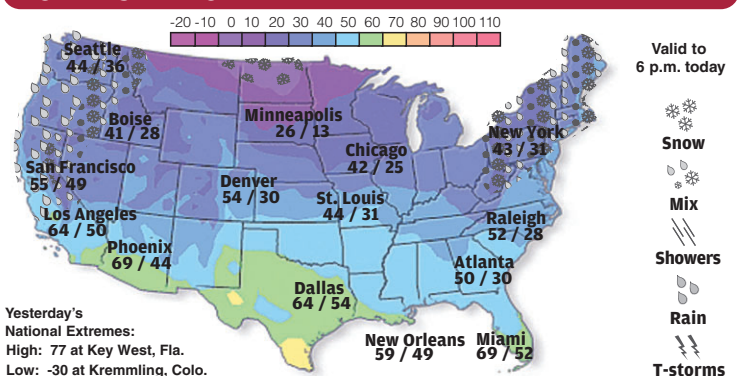 -20 -10 0 10 20 30 40 50 60 70 80 90 100 110
Seattle
44 / 36
Boise
41 / 28
Minneapolis
26 / 13
New York
43 / 31
Chicago
42 / 25
San Francisco
55 / 49
Denver
54 / 30
St. Louis
44 / 31
Los Angeles
64 / 50
Raleigh
52 / 28
Phoenix
69 / 44
Atlanta
50 / 30
Dallas
64 / 54
New Orleans
59 / 49
Miami
69 / 52
Yesterday’s
National Extremes:
High: 77 at Key West, Fla.
Low: -30 at Kremmling, Colo.
Valid to
6 p.m. today
Snow
Mix
Showers
Rain
T-storms